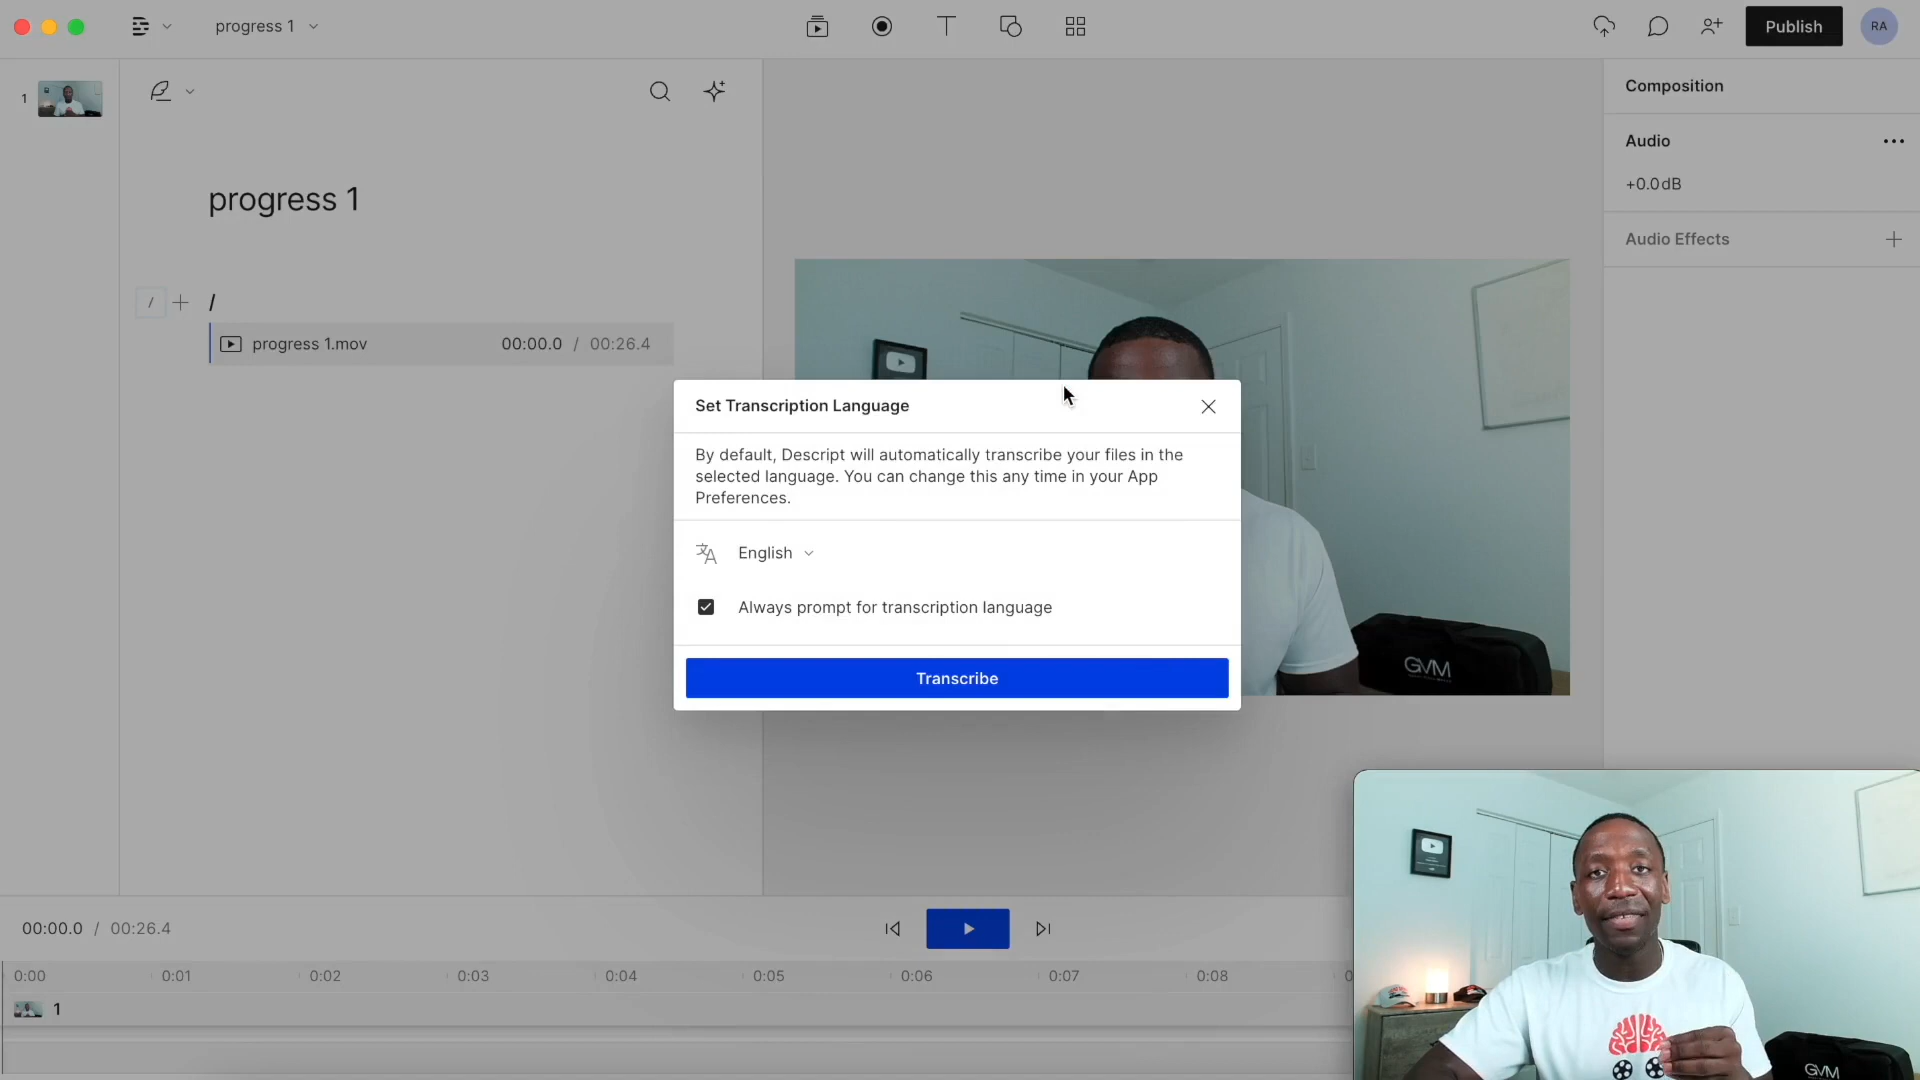 progress 1
Publish
RA
1
Composition
Audio
+0.0dB
Audio Effects
progress 1
/
/
progress 1.mov
00:00.0 / 00:26.4
Set Transcription Language
By default, Descript will automatically transcribe your files in the
selected language. You can change this any time in your App
Preferences.
English
Always prompt for transcription language
Transcribe
GVM
00:00.0 / 00:26.4
0:00
0:01
0:02
0:03
0:04
0:05
0:06
0:07
0:08
1
GVM